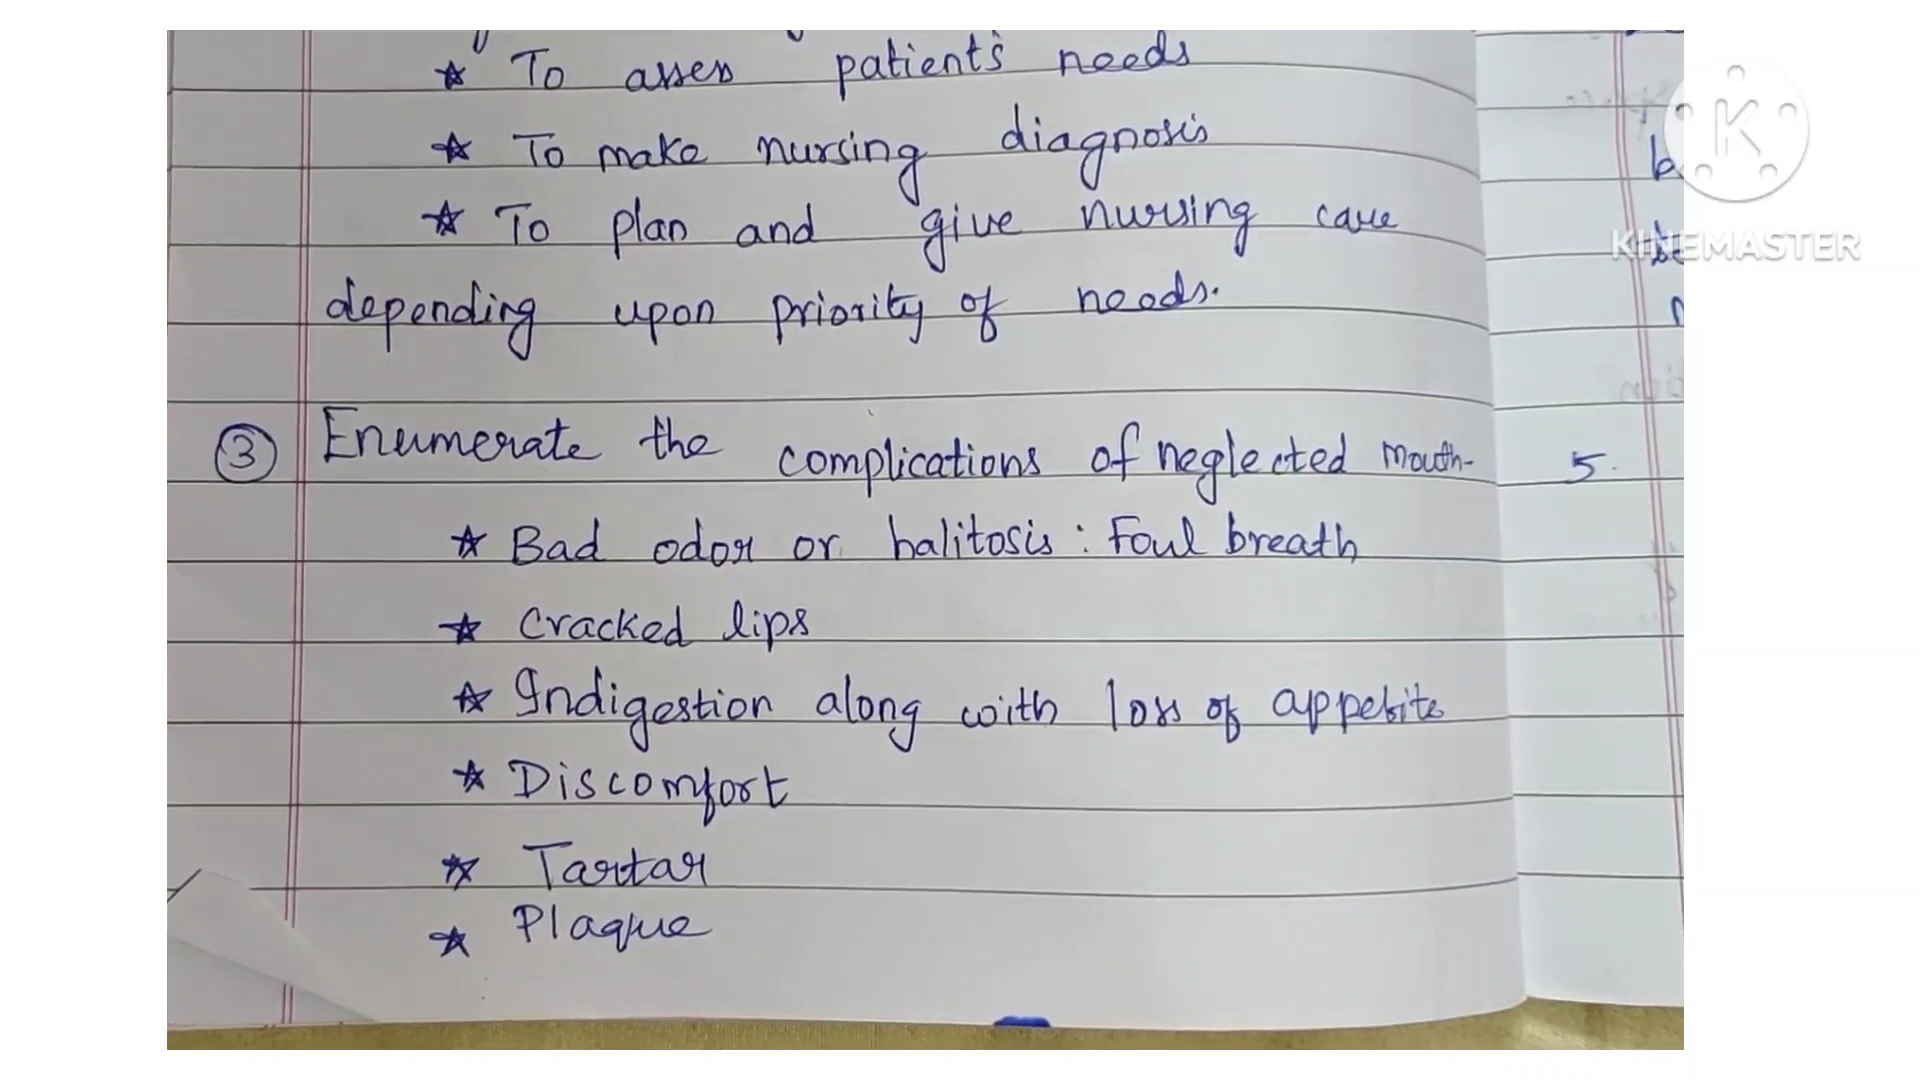 ★ To assess patient's needs
★ To make nursing diagnosis
★ To plan and give nursing care
depending upon priority of needs.
③ Enumerate the complications of neglected mouth- 5.
★ Bad odor or halitosis : Foul breath
★ Cracked lips
★ Indigestion along with loss of appetite
★ Discomfort
★ Tartar
★ Plaque
K
KINEMASTER